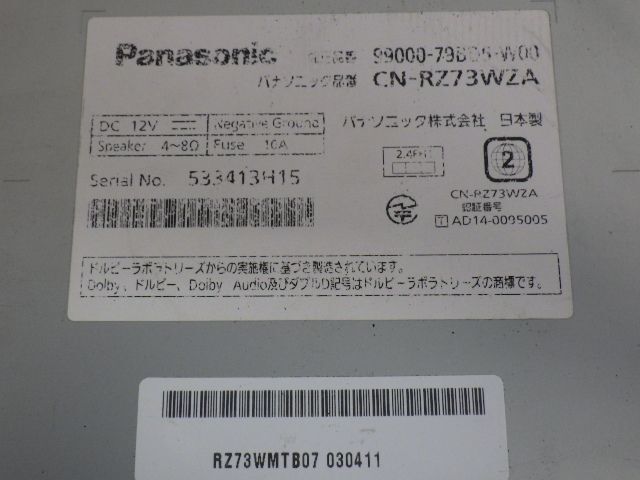 Panasonic 99000-79BD5-W00
パナソニック品番 CN-RZ73WZA
DC 12V Negative Ground
Speaker 4~8Ω Fuse 10A
パナソニック株式会社 日本製
Serial No. 533413H15
2.4FH1
2
CN-RZ73WZA
認証番号
T AD14-0095005
ドルビーラボラトリーズからの実施権に基づき製造されています。
Dolby、ドルビー、Dolby Audio及びダブルD記号はドルビーラボラトリーズの商標です。
RZ73WMTB07 030411